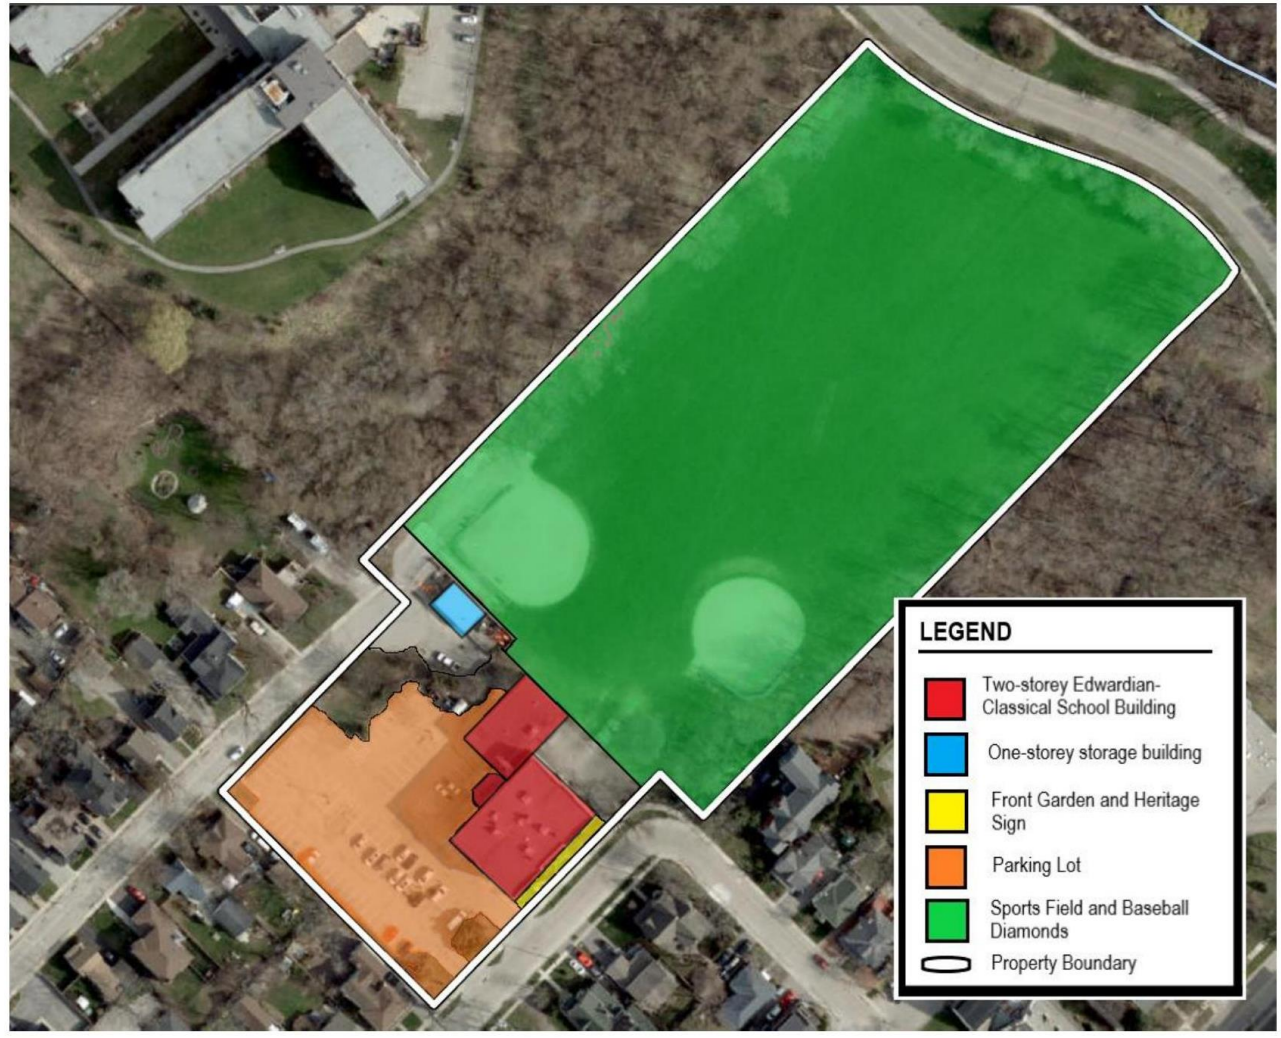 LEGEND
Two-storey Edwardian-
Classical School Building
One-storey storage building
Front Garden and Heritage
Sign
Parking Lot
Sports Field and Baseball
Diamonds
Property Boundary